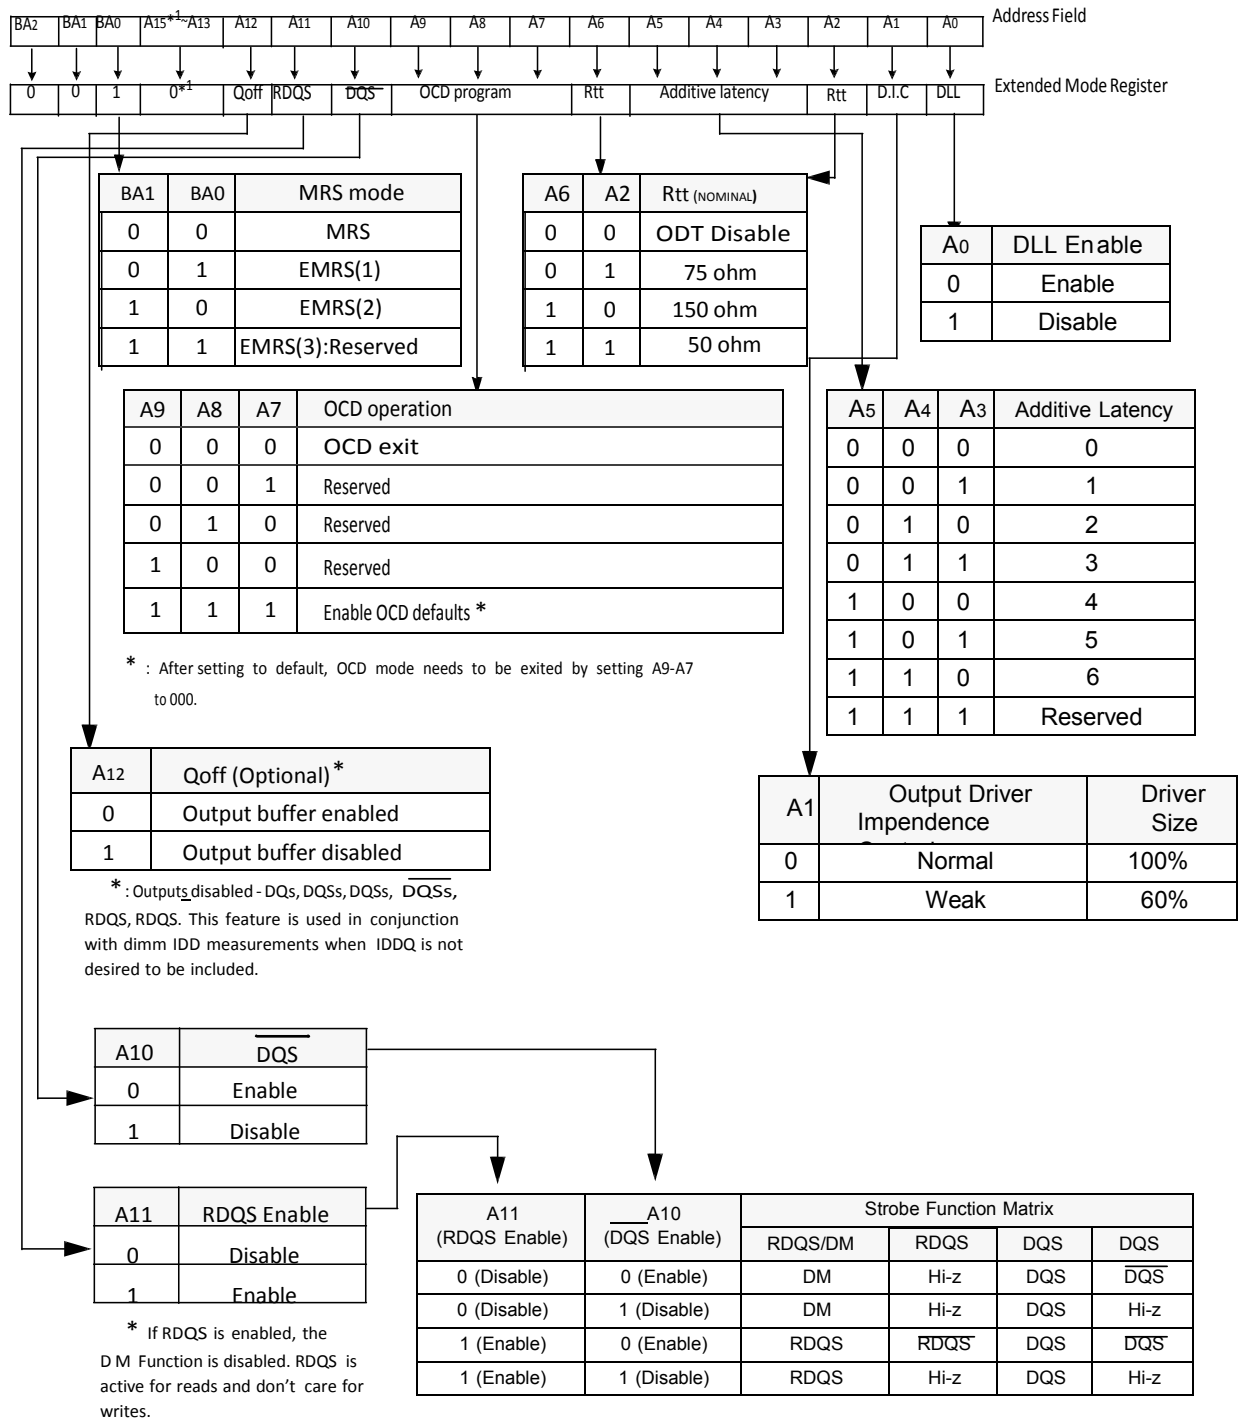 BA2 BA1 BA0 A15*1~A13 A12 A11 A10 A9 A8 A7 A6 A5 A4 A3 A2 A1 A0 Address Field
0 0 1 0*1 Qoff RDQS DQS OCD program Rtt Additive latency Rtt D.I.C DLL Extended Mode Register
BA1 BA0 MRS mode
0 0 MRS
0 1 EMRS(1)
1 0 EMRS(2)
1 1 EMRS(3):Reserved
A6 A2 Rtt (NOMINAL)
0 0 ODT Disable
0 1 75 ohm
1 0 150 ohm
1 1 50 ohm
A0 DLL Enable
0 Enable
1 Disable
A9 A8 A7 OCD operation
0 0 0 OCD exit
0 0 1 Reserved
0 1 0 Reserved
1 0 0 Reserved
1 1 1 Enable OCD defaults *
* : After setting to default, OCD mode needs to be exited by setting A9-A7
to 000.
A5 A4 A3 Additive Latency
0 0 0 0
0 0 1 1
0 1 0 2
0 1 1 3
1 0 0 4
1 0 1 5
1 1 0 6
1 1 1 Reserved
A12 Qoff (Optional)*
0 Output buffer enabled
1 Output buffer disabled
* : Outputs disabled - DQs, DQSs, DQSs, DQSs,
RDQS, RDQS. This feature is used in conjunction
with dimm IDD measurements when IDDQ is not
desired to be included.
A1 Output Driver Driver
Impendence Size
0 Normal 100%
1 Weak 60%
A10 DQS
0 Enable
1 Disable
A11 RDQS Enable
0 Disable
1 Enable
* If RDQS is enabled, the
D M Function is disabled. RDQS is
active for reads and don't care for
writes.
A11 A10 Strobe Function Matrix
(RDQS Enable) (DQS Enable) RDQS/DM RDQS DQS DQS
0 (Disable) 0 (Enable) DM Hi-z DQS DQS
0 (Disable) 1 (Disable) DM Hi-z DQS Hi-z
1 (Enable) 0 (Enable) RDQS RDQS DQS DQS
1 (Enable) 1 (Disable) RDQS Hi-z DQS Hi-z